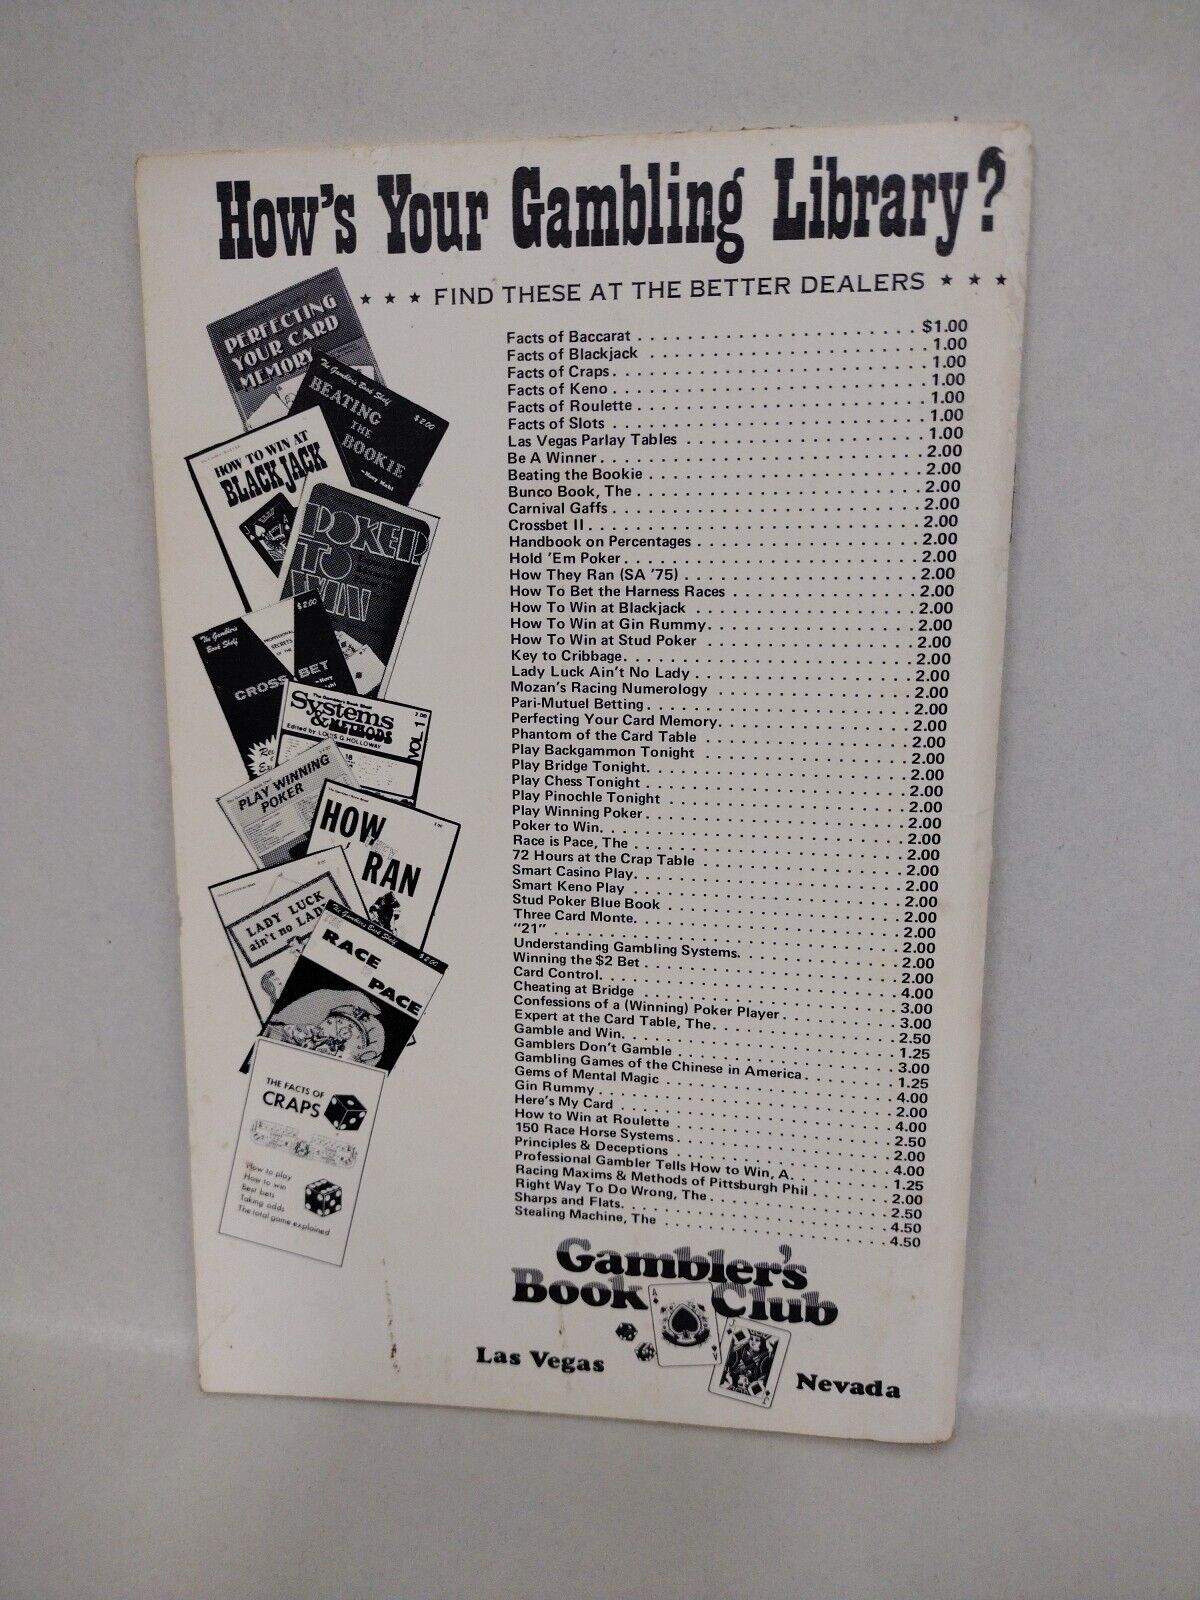 How's Your Gambling Library?
★ ★ ★ FIND THESE AT THE BETTER DEALERS ★ ★ ★
PERFECTING
YOUR CARD
MEMORY
The Gambler's Book Shelf
$2.00
BEATING
THE
BOOKIE
HOW TO WIN AT
BLACKJACK
POKER
TO
WIN
The Gambler's
Book Shelf
$2.00
CROSSBET
Systems
& METHODS
Edited by LOUIS G. HOLLOWAY
VOL. 1
PLAY WINNING
POKER
HOW
RAN
LADY LUCK
ain't no LADY
The Gambler's Book Shelf
$2.00
RACE
IS
PACE
THE FACTS OF
CRAPS
How to play
How to win
Best bets
Taking odds
The total game explained
Facts of Baccarat $1.00
Facts of Blackjack 1.00
Facts of Craps 1.00
Facts of Keno 1.00
Facts of Roulette 1.00
Facts of Slots 1.00
Las Vegas Parlay Tables 1.00
Be A Winner 2.00
Beating the Bookie 2.00
Bunco Book, The 2.00
Carnival Gaffs 2.00
Crossbet II 2.00
Handbook on Percentages 2.00
Hold 'Em Poker 2.00
How They Ran (SA '75) 2.00
How To Bet the Harness Races 2.00
How To Win at Blackjack 2.00
How To Win at Gin Rummy 2.00
How To Win at Stud Poker 2.00
Key to Cribbage 2.00
Lady Luck Ain't No Lady 2.00
Mozan's Racing Numerology 2.00
Pari-Mutuel Betting 2.00
Perfecting Your Card Memory 2.00
Phantom of the Card Table 2.00
Play Backgammon Tonight 2.00
Play Bridge Tonight 2.00
Play Chess Tonight 2.00
Play Pinochle Tonight 2.00
Play Winning Poker 2.00
Poker to Win 2.00
Race is Pace, The 2.00
72 Hours at the Crap Table 2.00
Smart Casino Play 2.00
Smart Keno Play 2.00
Stud Poker Blue Book 2.00
Three Card Monte 2.00
"21" 2.00
Understanding Gambling Systems 2.00
Winning the $2 Bet 2.00
Card Control 4.00
Cheating at Bridge 3.00
Confessions of a (Winning) Poker Player 3.00
Expert at the Card Table, The 2.50
Gamble and Win 1.25
Gamblers Don't Gamble 3.00
Gambling Games of the Chinese in America 1.25
Gems of Mental Magic 4.00
Gin Rummy 2.00
Here's My Card 4.00
How to Win at Roulette 2.50
150 Race Horse Systems 2.00
Principles & Deceptions 4.00
Professional Gambler Tells How to Win, A 1.25
Racing Maxims & Methods of Pittsburgh Phil 2.00
Right Way To Do Wrong, The 2.50
Sharps and Flats 4.50
Stealing Machine, The 4.50
Gambler's
Book Club
Las Vegas Nevada